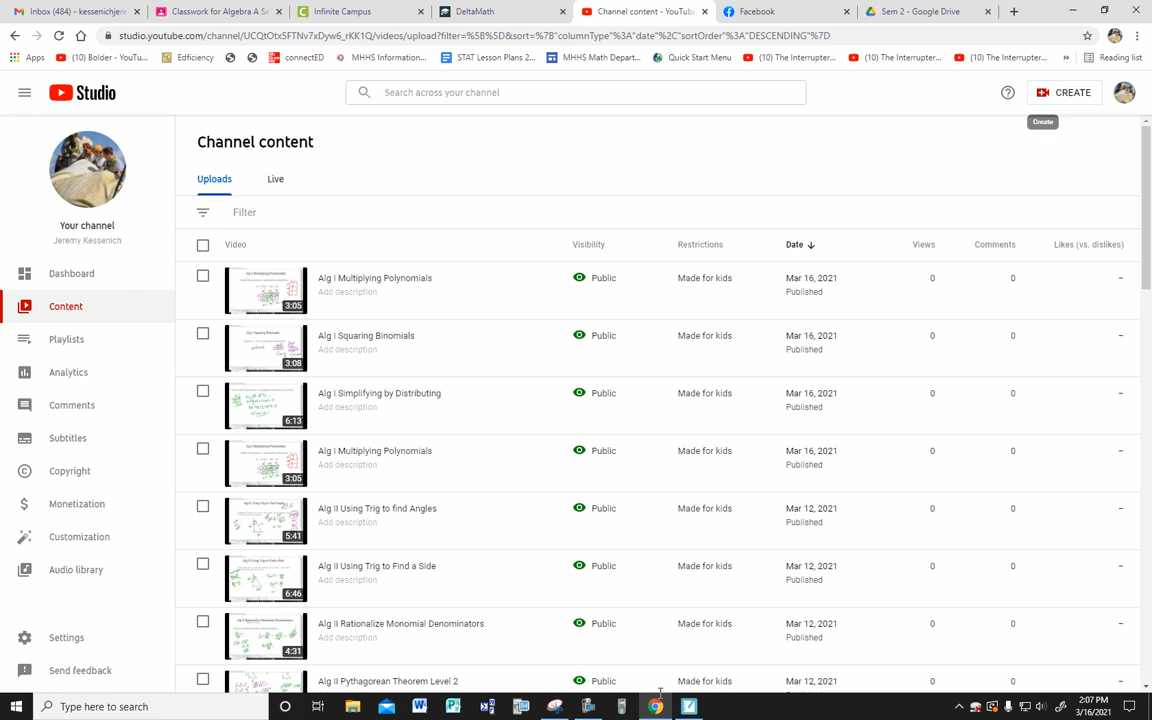 Inbox (484) - kessenichjere
Classwork for Algebra A Se
Infinite Campus
DeltaMath
Channel content - YouTube
Facebook
Sem 2 - Google Drive
studio.youtube.com/channel/UCQtOtx5FTNv7xDyw6_rKK1Q/videos/upload?filter=%5B%5D&sort=%7B"columnType"%3A"date"%2C"sortOrder"%3A"DESCENDING"%7D
Apps
(10) Bolder - YouTu...
Edficiency
connectED
MHHS Information...
STAT Lesson Plans 2...
MHHS Math Depart...
Quick Start Menu
(10) The Interrupter...
(10) The Interrupter...
(10) The Interrupter...
»
Reading list
Studio
Search across your channel
CREATE
Create
Your channel
Jeremy Kessenich
Dashboard
Content
Playlists
Analytics
Comments
Subtitles
Copyright
Monetization
Customization
Audio library
Settings
Send feedback
Channel content
Uploads Live
Filter
Video Visibility Restrictions Date Views Comments Likes (vs. dislikes)
Alg I Multiplying Polynomials Public Made for kids Mar 16, 2021 0 0 –
Add description Published
3:05
Alg I Squaring Binomials Public Made for kids Mar 16, 2021 0 0 –
Add description Published
3:08
Alg I Simplifying by Distributing Public Made for kids Mar 16, 2021 0 0 –
Add description Published
6:13
Alg I Multiplying Polynomials Public Made for kids Mar 16, 2021 0 0 –
Add description Published
3:05
Alg II Using Trig to find Angles Public Made for kids Mar 12, 2021 0 0 –
Add description Published
5:41
Alg II Using Trig to Find a Side Public Made for kids Mar 12, 2021 0 0 –
Add description Published
6:46
Alg II Rationalize Monomial Denominators Public Made for kids Mar 12, 2021 0 0 –
Add description Published
4:31
Alg II Pythagorean Theorem Level 2 Public Made for kids Mar 12, 2021 0 0 –
Type here to search
2:07 PM
3/16/2021